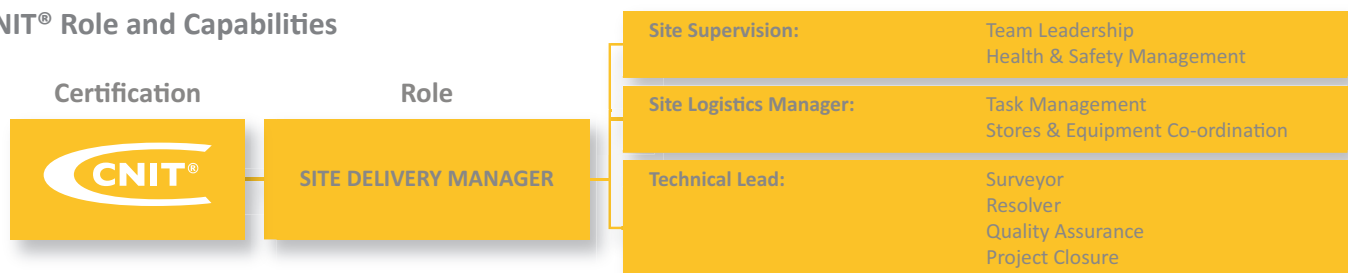 NIT® Role and Capabilities
Certification
Role
CNIT®
SITE DELIVERY MANAGER
Site Supervision: Team Leadership
Health & Safety Management
Site Logistics Manager: Task Management
Stores & Equipment Co-ordination
Technical Lead: Surveyor
Resolver
Quality Assurance
Project Closure